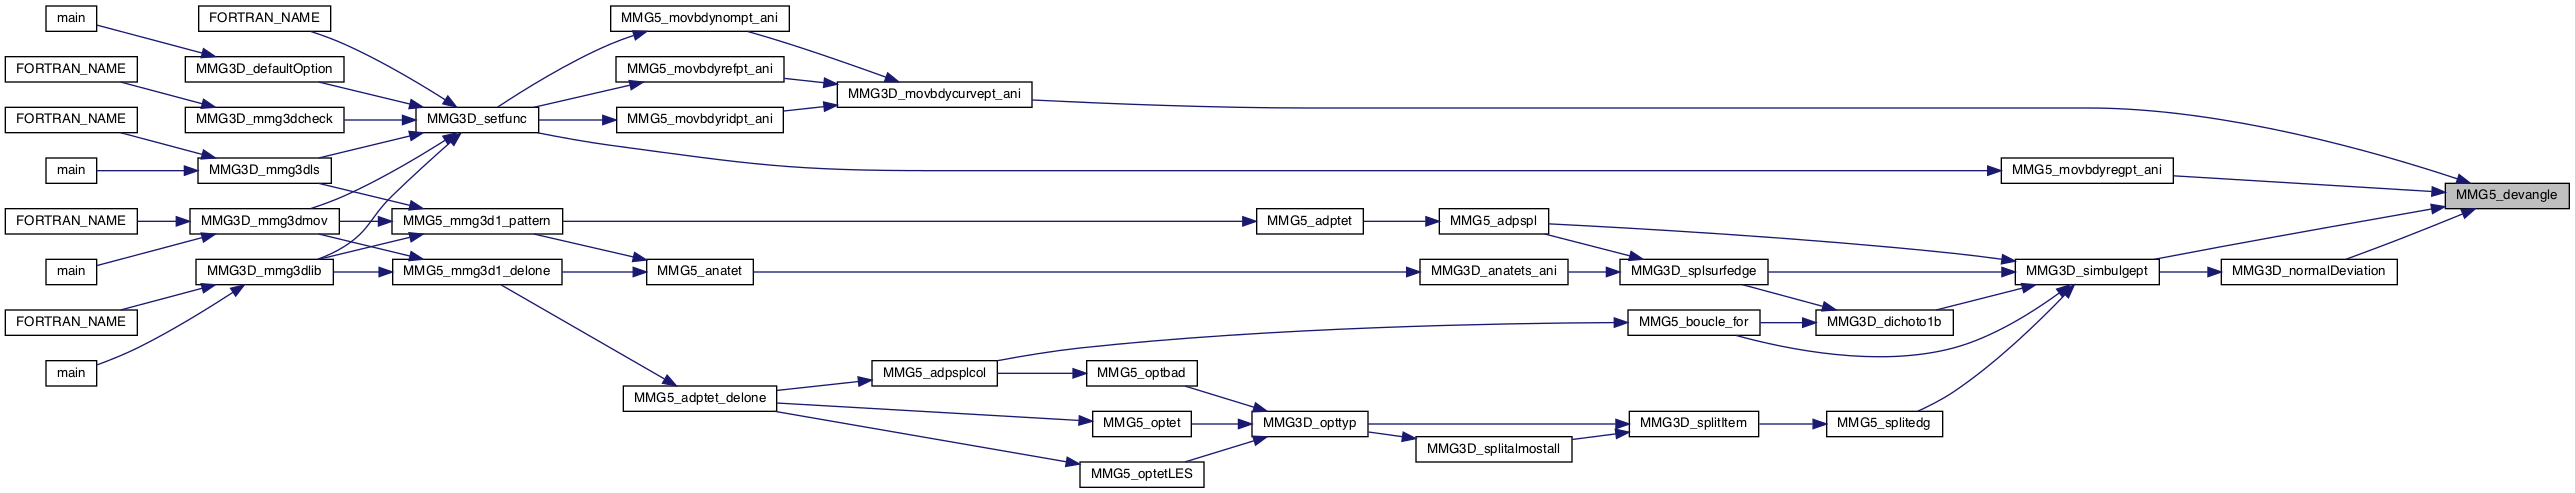 main
FORTRAN_NAME
MMG5_movbdynompt_ani
FORTRAN_NAME
MMG3D_defaultOption
MMG5_movbdyrefpt_ani
MMG3D_movbdycurvept_ani
FORTRAN_NAME
MMG3D_mmg3dcheck
MMG3D_setfunc
MMG5_movbdyridpt_ani
main
MMG3D_mmg3dls
MMG5_movbdyregpt_ani
MMG5_devangle
FORTRAN_NAME
MMG3D_mmg3dmov
MMG5_mmg3d1_pattern
MMG5_adptet
MMG5_adpspl
main
MMG3D_mmg3dlib
MMG5_mmg3d1_delone
MMG5_anatet
MMG3D_anatets_ani
MMG3D_splsurfedge
MMG3D_simbulgept
MMG3D_normalDeviation
FORTRAN_NAME
MMG5_boucle_for
MMG3D_dichoto1b
main
MMG5_adpsplcol
MMG5_optbad
MMG5_adptet_delone
MMG5_optet
MMG3D_opttyp
MMG3D_splitItem
MMG5_splitedg
MMG3D_splitalmostall
MMG5_optetLES